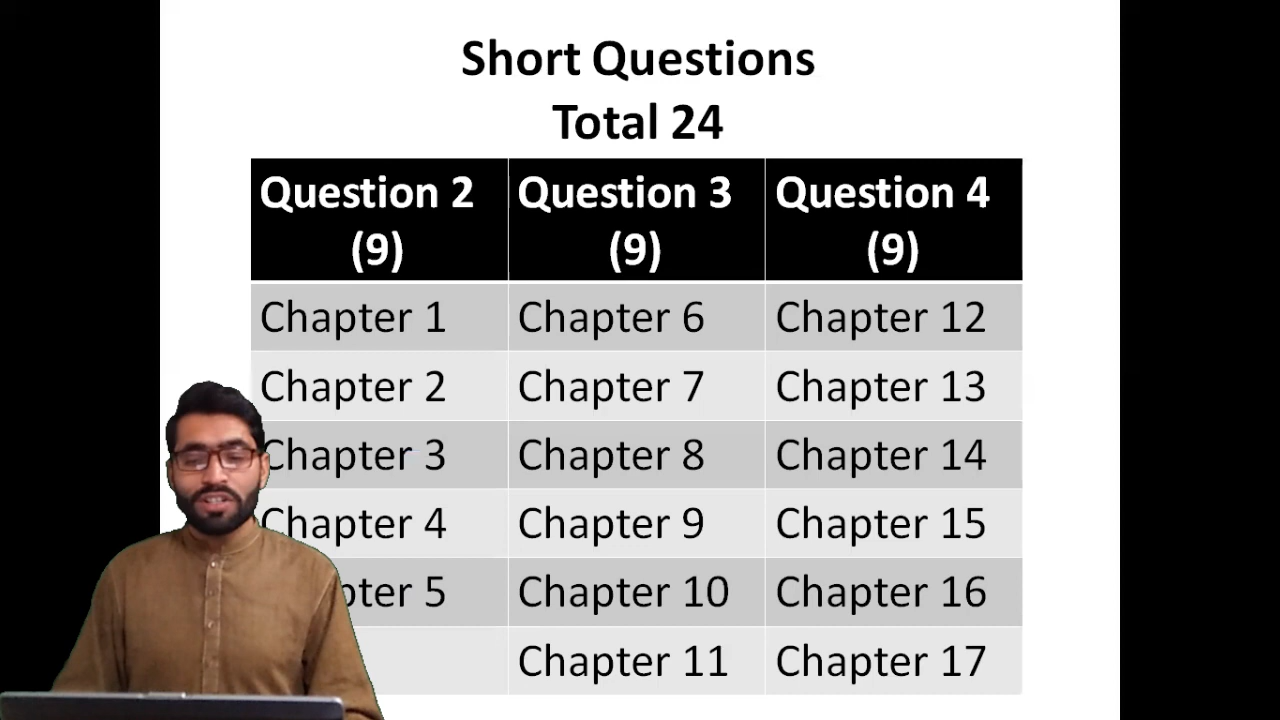 Short Questions
Total 24
Question 2 Question 3 Question 4
(9) (9) (9)
Chapter 1 Chapter 6 Chapter 12
Chapter 2 Chapter 7 Chapter 13
Chapter 3 Chapter 8 Chapter 14
Chapter 4 Chapter 9 Chapter 15
5 Chapter 10 Chapter 16
Chapter 11 Chapter 17